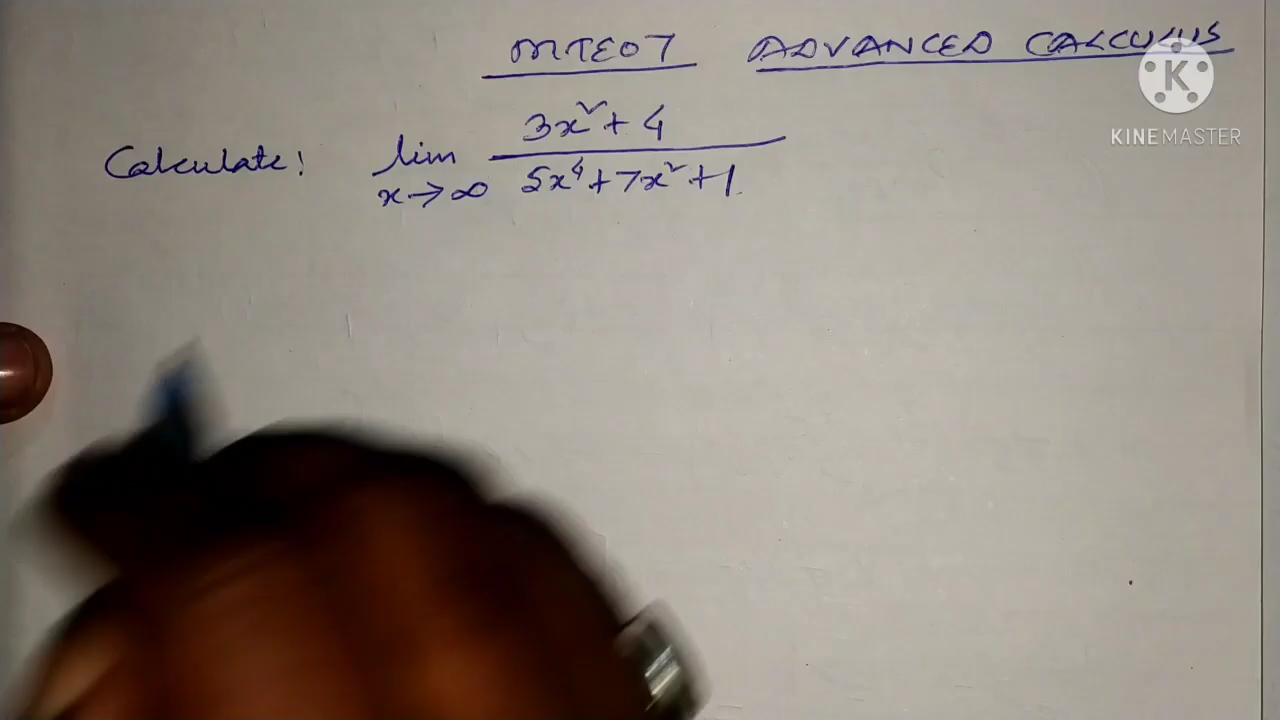 MTE07 ADVANCED CALCULUS
K
KINEMASTER
Calculate: lim x→∞ (3x² + 4)/(5x⁴ + 7x² + 1)